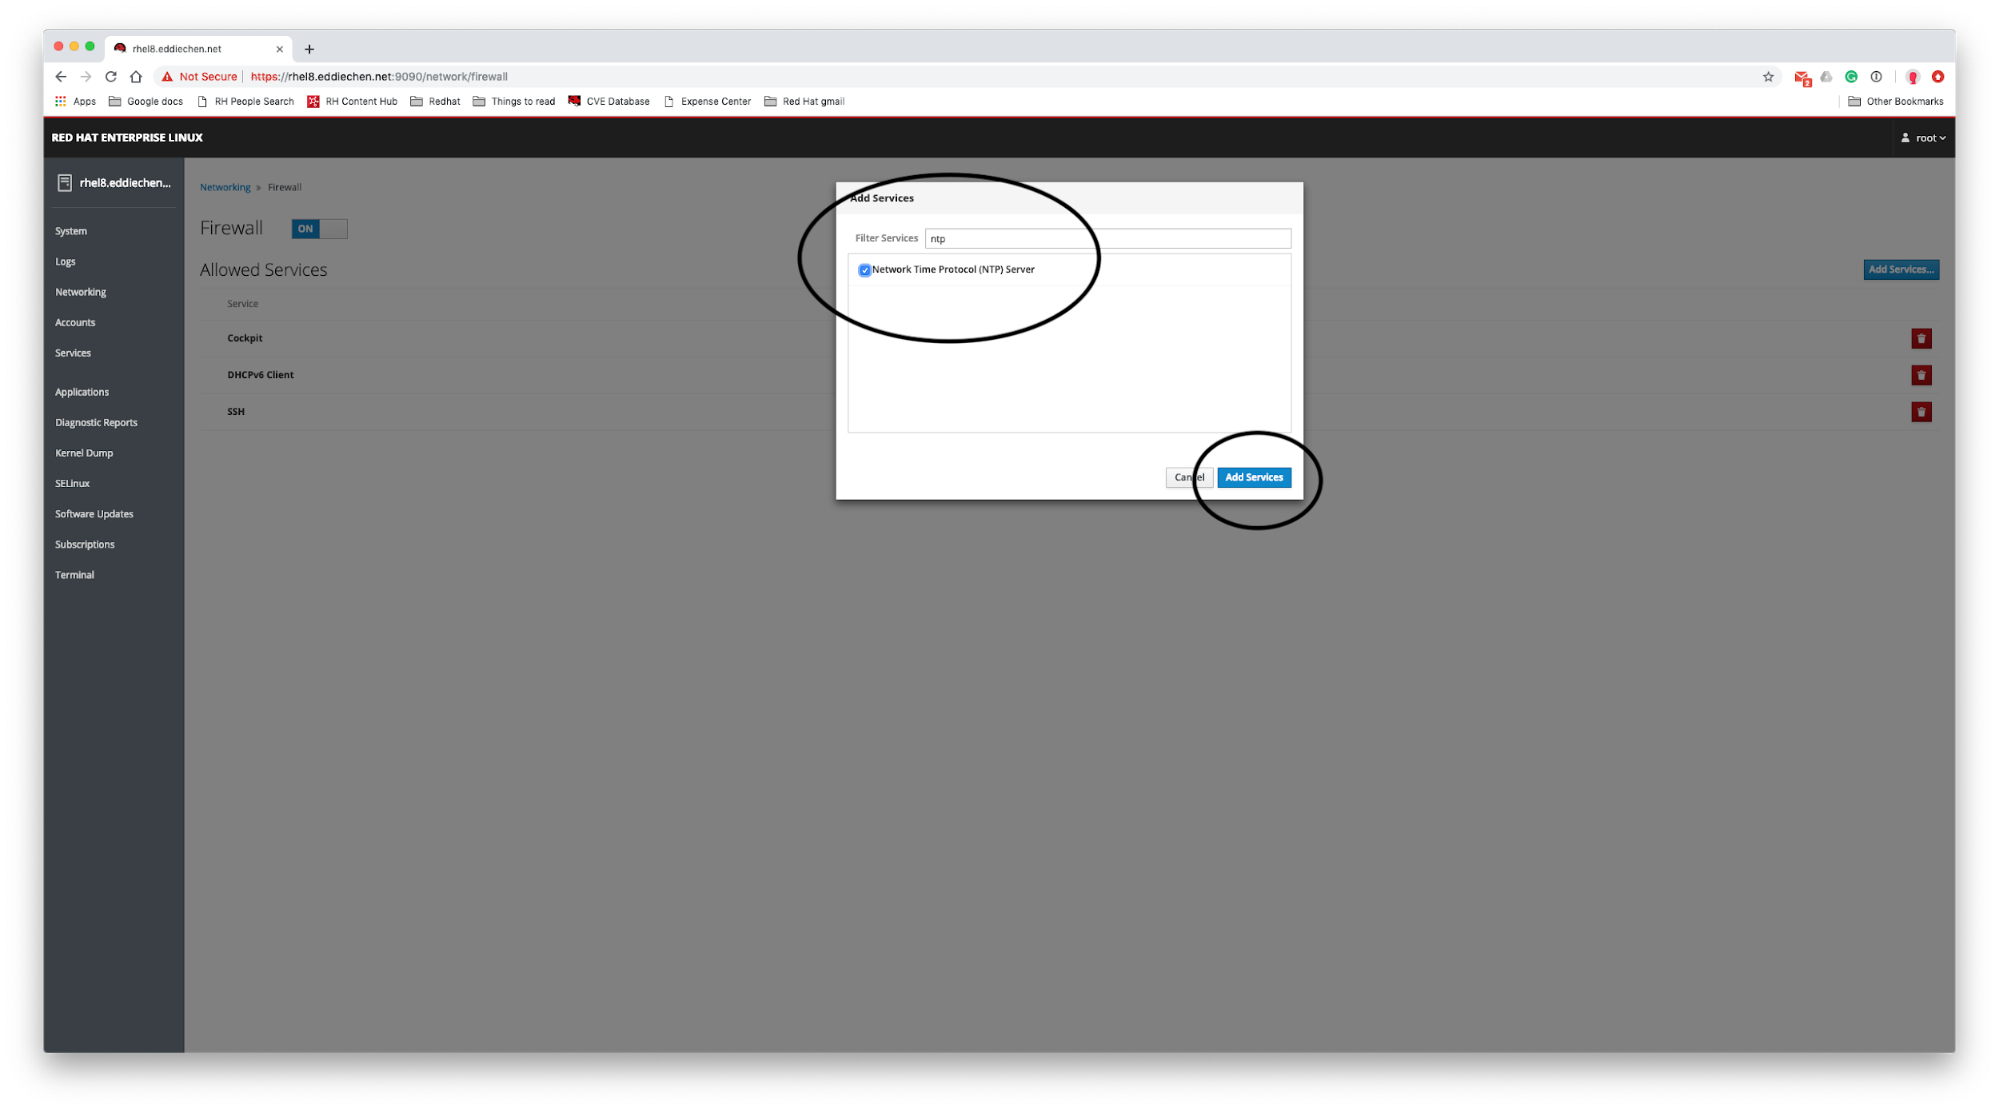 rhel8.eddiechen.net
Not Secure https://rhel8.eddiechen.net:9090/network/firewall
Apps Google docs RH People Search RH Content Hub Redhat Things to read CVE Database Expense Center Red Hat gmail Other Bookmarks
RED HAT ENTERPRISE LINUX root
rhel8.eddiechen...
System
Logs
Networking
Accounts
Services
Applications
Diagnostic Reports
Kernel Dump
SELinux
Software Updates
Subscriptions
Terminal
Networking » Firewall
Firewall ON
Allowed Services Add Services...
Service
Cockpit
DHCPv6 Client
SSH
Add Services
Filter Services ntp
Network Time Protocol (NTP) Server
Cancel Add Services
2